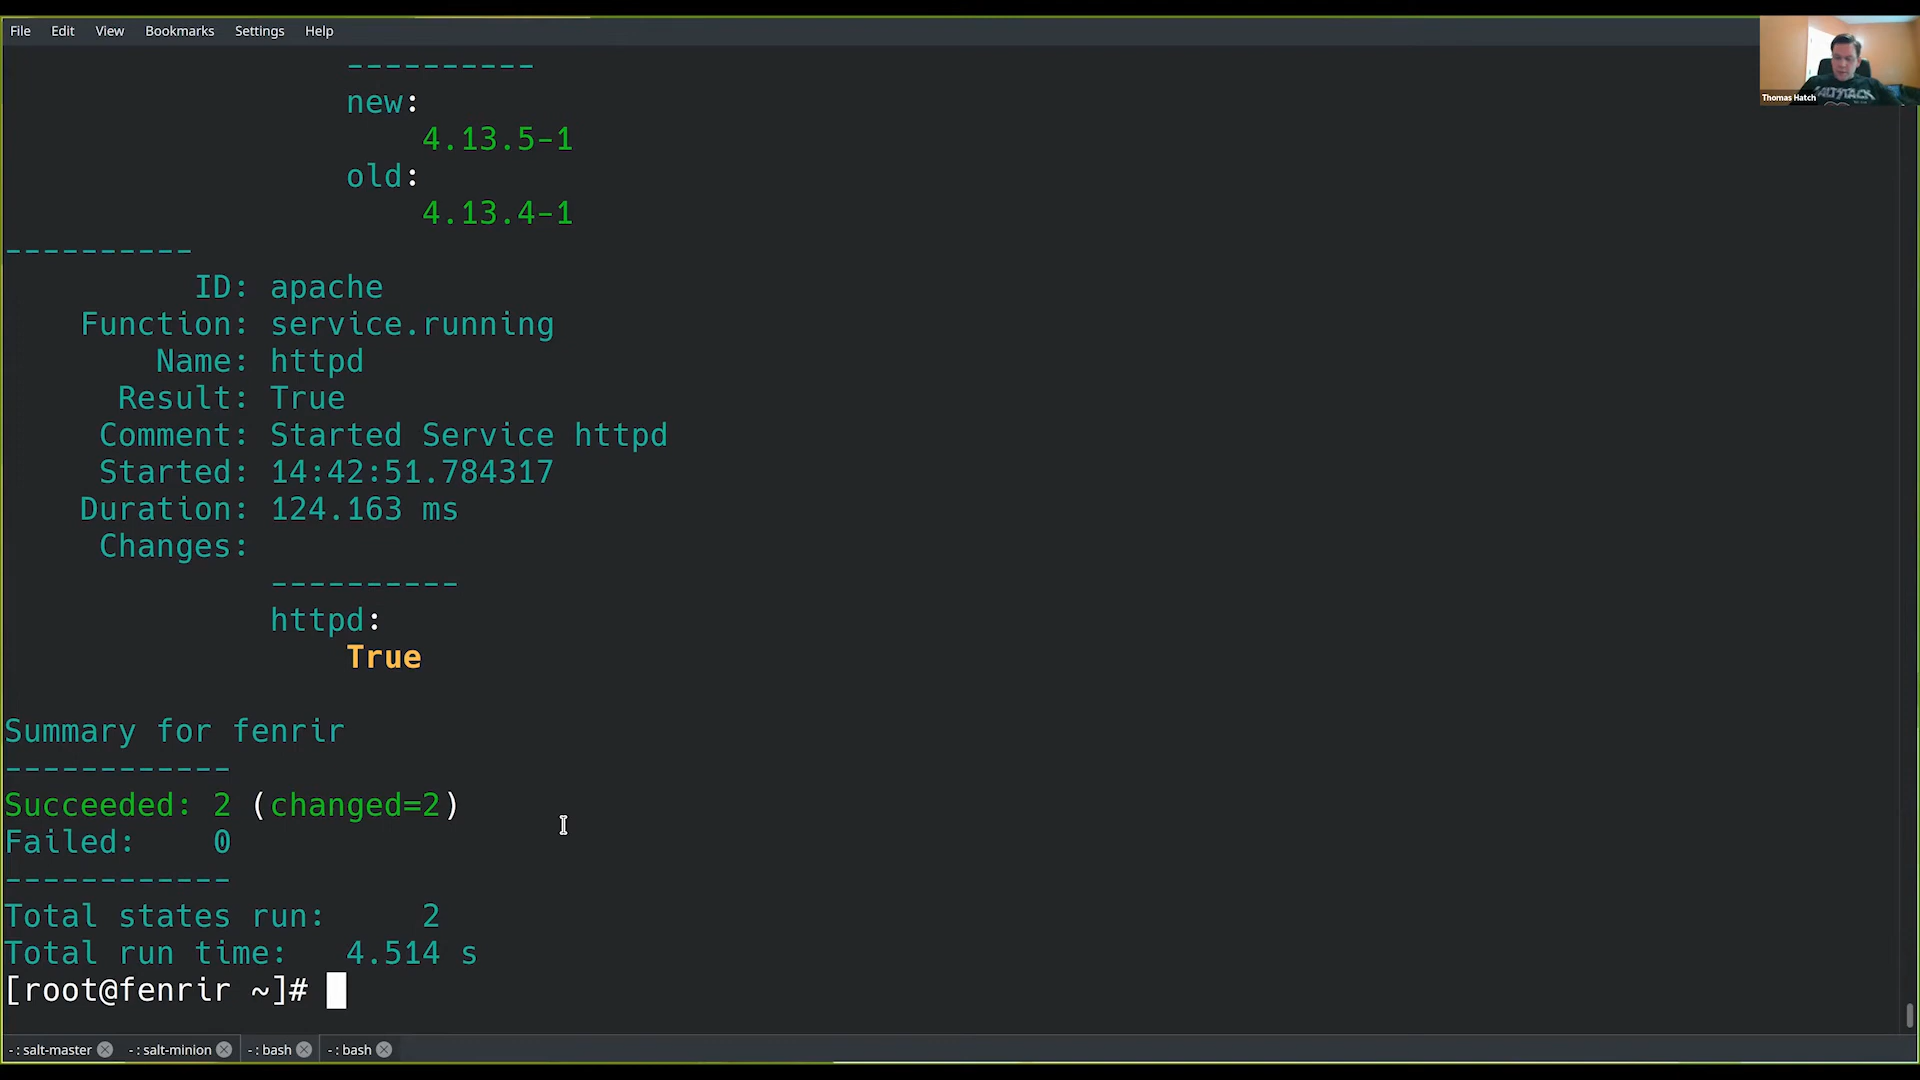 File Edit View Bookmarks Settings Help
Thomas Hatch
----------
new:
4.13.5-1
old:
4.13.4-1
----------
ID: apache
Function: service.running
Name: httpd
Result: True
Comment: Started Service httpd
Started: 14:42:51.784317
Duration: 124.163 ms
Changes:
----------
httpd:
True
Summary for fenrir
------------
Succeeded: 2 (changed=2)
Failed: 0
------------
Total states run: 2
Total run time: 4.514 s
[root@fenrir ~]#
- : salt-master - : salt-minion - : bash - : bash